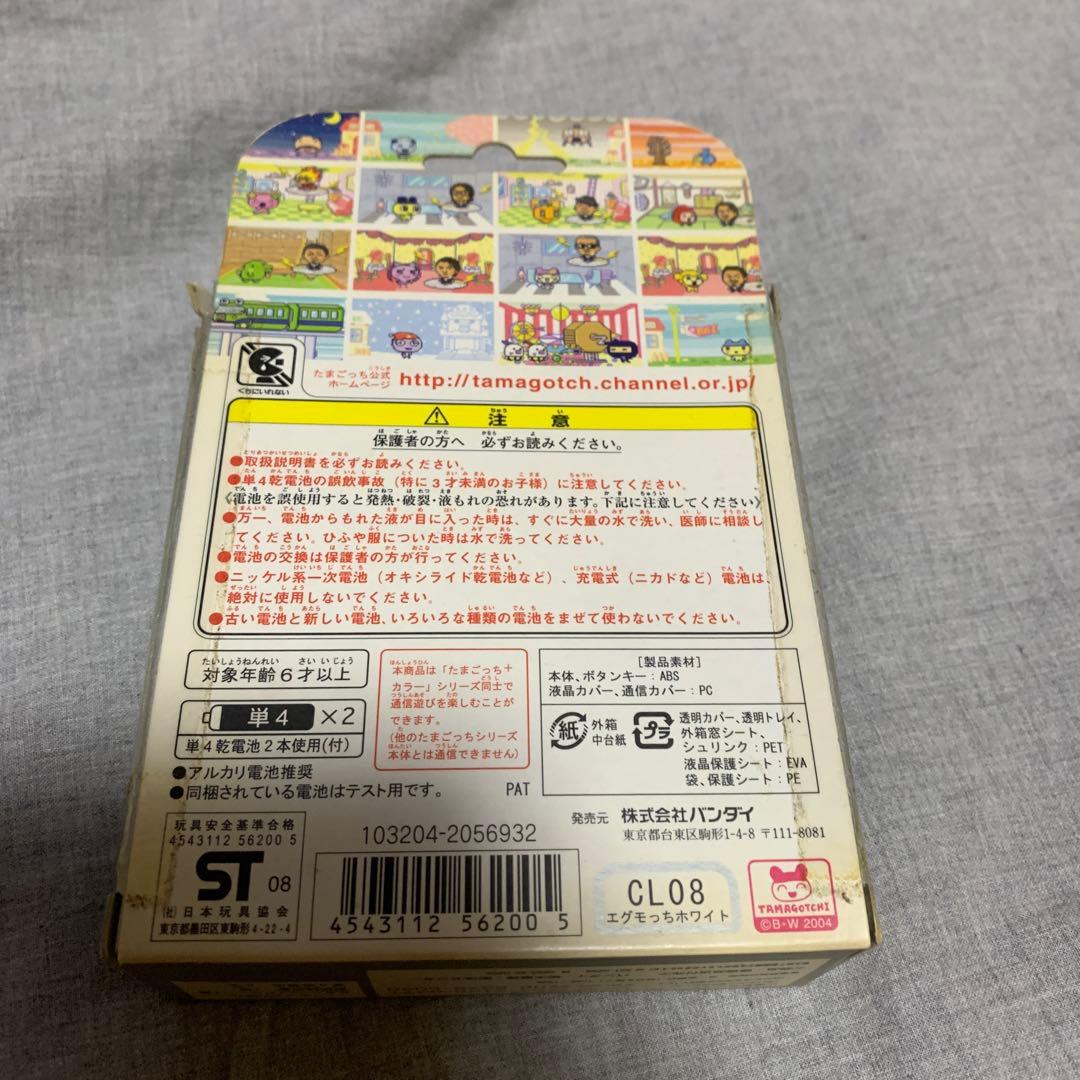 くちにいれない
たまごっち公式
ホームページ
http://tamagotch.channel.or.jp/
⚠ 注意
保護者の方へ 必ずお読みください。
●取扱説明書を必ずお読みください。
●単4乾電池の誤飲事故(特に3才未満のお子様)に注意してください。
〈電池を誤使用すると発熱・破裂・液もれの恐れがあります。下記に注意してください〉
●万一、電池からもれた液が目に入った時は、すぐに大量の水で洗い、医師に相談し
てください。ひふや服についた時は水で洗ってください。
●電池の交換は保護者の方が行ってください。
●ニッケル系一次電池(オキシライド乾電池など)、充電式(ニカドなど)電池は、
絶対に使用しないでください。
●古い電池と新しい電池、いろいろな種類の電池をまぜて使わないでください。
対象年齢6才以上
単4 ×2
単4乾電池2本使用(付)
●アルカリ電池推奨
●同梱されている電池はテスト用です。
本商品は「たまごっち+
カラー」シリーズ同士で
通信遊びを楽しむことが
できます。
(他のたまごっちシリーズ
本体とは通信できません)
PAT
[製品素材]
本体、ボタンキー:ABS
液晶カバー、通信カバー:PC
紙 外箱
中台紙
プラ 透明カバー、透明トレイ、
外箱窓シート、
シュリンク:PET
液晶保護シート:EVA
袋、保護シート:PE
発売元 株式会社バンダイ
東京都台東区駒形1-4-8 〒111-8081
玩具安全基準合格
4543112 56200 5
ST 08
(社)日本玩具協会
東京都墨田区東駒形4-22-4
103204-2056932
4543112 562005
CL08
エグモっちホワイト
TAMAGOTCHI
©B・W 2004